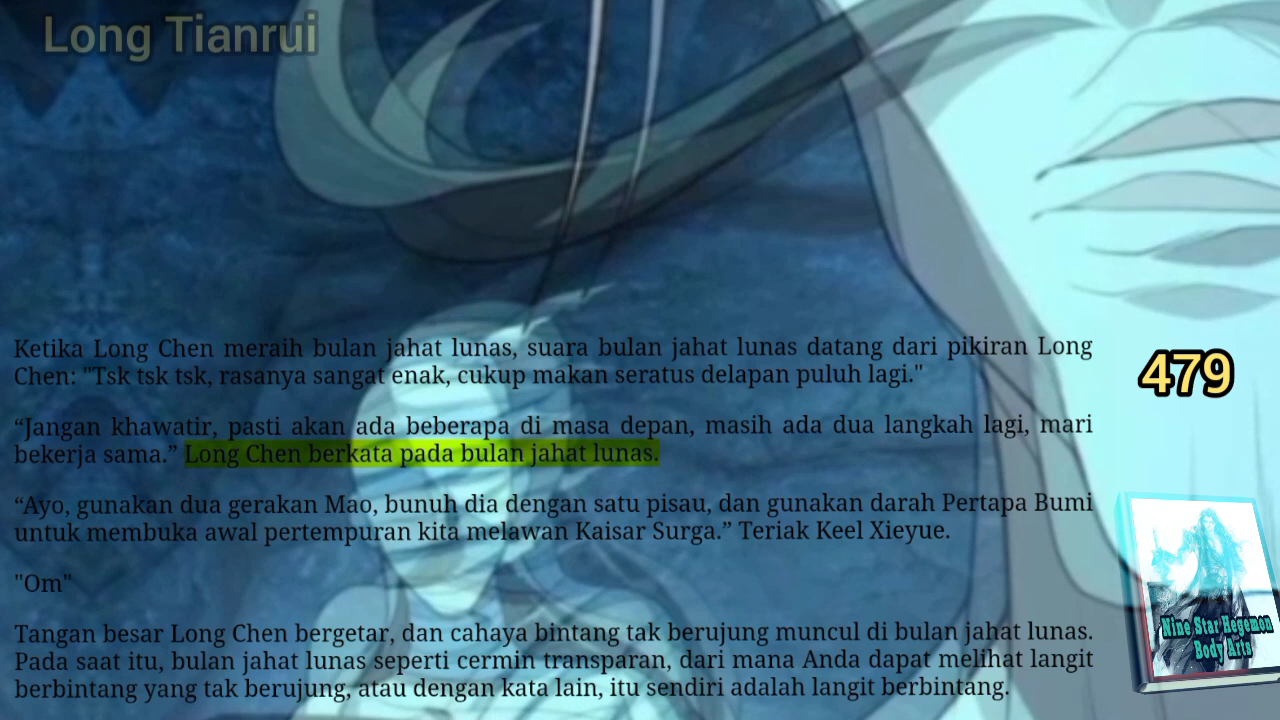 Long Tianrui
Ketika Long Chen meraih bulan jahat lunas, suara bulan jahat lunas datang dari pikiran Long
Chen: "Tsk tsk tsk, rasanya sangat enak, cukup makan seratus delapan puluh lagi."
“Jangan khawatir, pasti akan ada beberapa di masa depan, masih ada dua langkah lagi, mari
bekerja sama.” Long Chen berkata pada bulan jahat lunas.
“Ayo, gunakan dua gerakan Mao, bunuh dia dengan satu pisau, dan gunakan darah Pertapa Bumi
untuk membuka awal pertempuran kita melawan Kaisar Surga.” Teriak Keel Xieyue.
"Om"
Tangan besar Long Chen bergetar, dan cahaya bintang tak berujung muncul di bulan jahat lunas.
Pada saat itu, bulan jahat lunas seperti cermin transparan, dari mana Anda dapat melihat langit
berbintang yang tak berujung, atau dengan kata lain, itu sendiri adalah langit berbintang.
479
Nine Star Hegemon
Body Arts